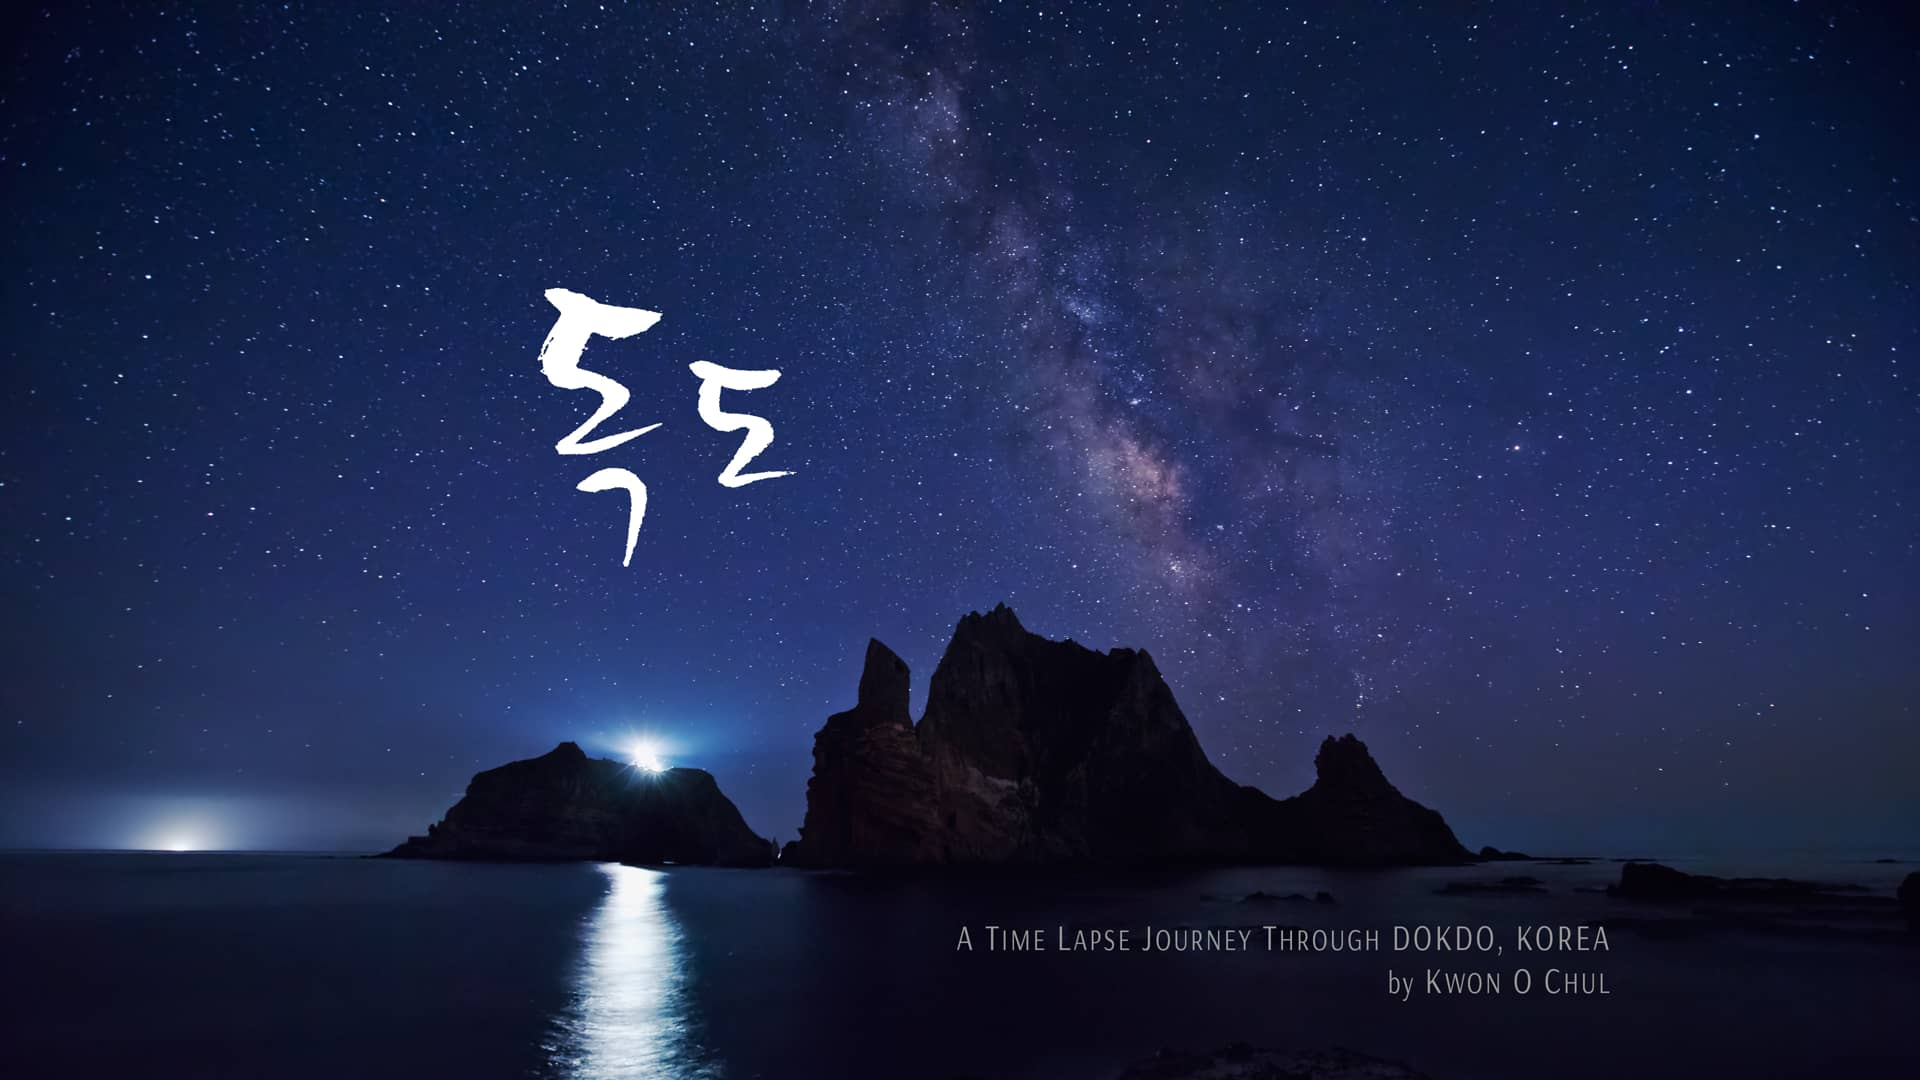 독도
A TIME LAPSE JOURNEY THROUGH DOKDO, KOREA
by KWON O CHUL